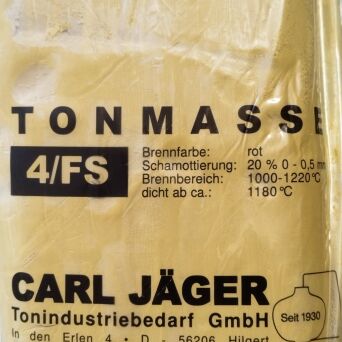 TONMASSE
4/FS
Brennfarbe: rot
Schamottierung: 20 % 0 - 0,5 mm
Brennbereich: 1000-1220°C
dicht ab ca.: 1180°C
CARL JÄGER
Tonindustriebedarf GmbH
Seit 1930
In den Erlen 4 • D - 56206 Hilgert